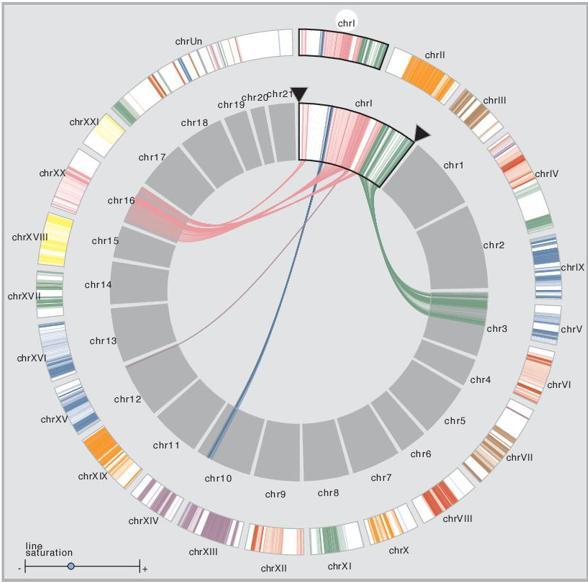 chrI
chrII
chrIII
chrIV
chrIX
chrV
chrVI
chrVII
chrVIII
chrX
chrXI
chrXII
chrXIII
chrXIV
chrXIX
chrXV
chrXVI
chrXVII
chrXVIII
chrXX
chrXXI
chrUn
chrI
chr1
chr2
chr3
chr4
chr5
chr6
chr7
chr8
chr9
chr10
chr11
chr12
chr13
chr14
chr15
chr16
chr17
chr18
chr19
chr20
chr21
line
saturation
- +